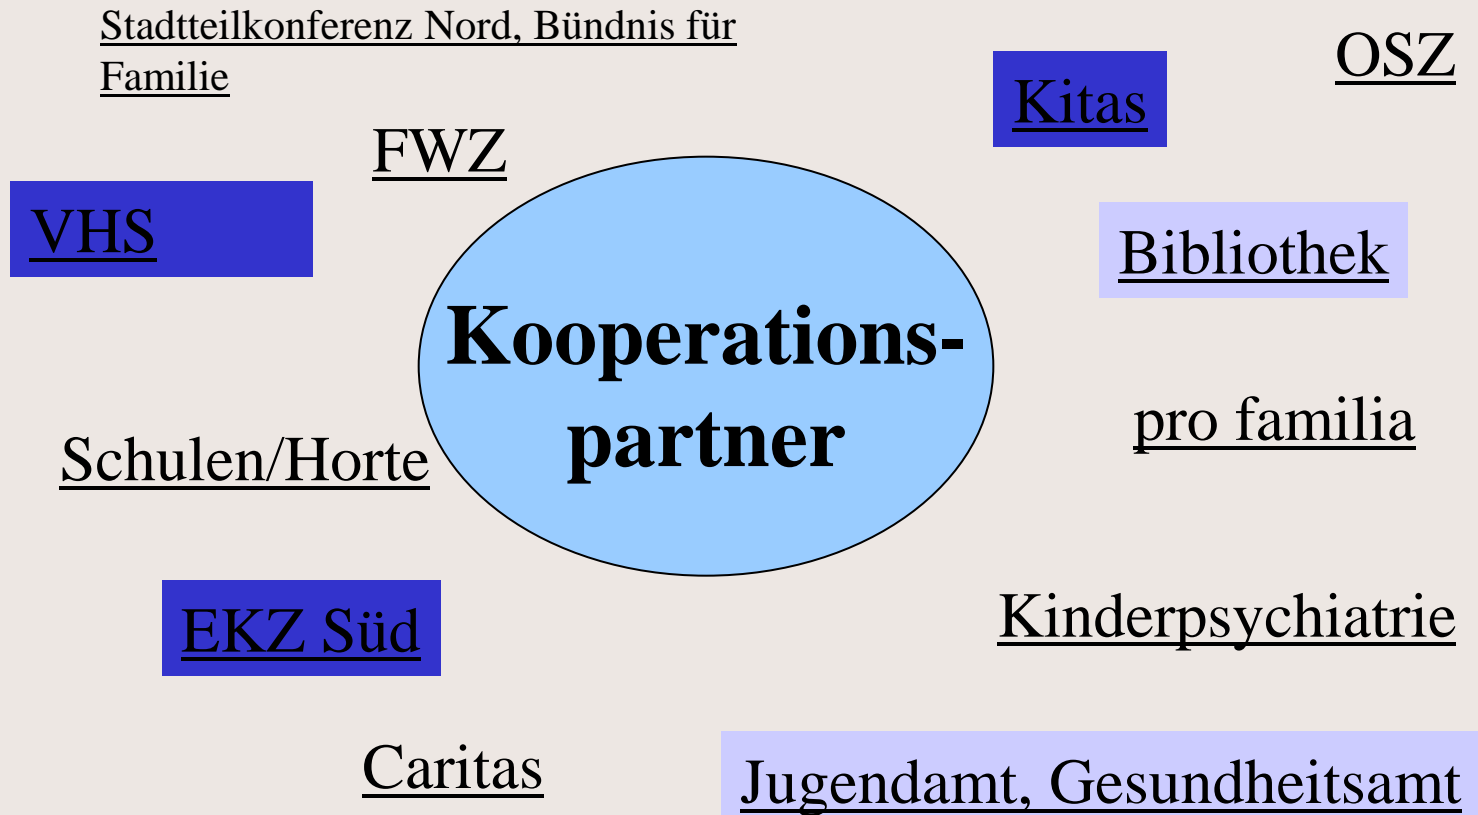 Stadtteilkonferenz Nord, Bündnis für
Familie
OSZ
Kitas
FWZ
VHS
Bibliothek
Kooperations-
partner
pro familia
Schulen/Horte
EKZ Süd
Kinderpsychiatrie
Caritas
Jugendamt, Gesundheitsamt